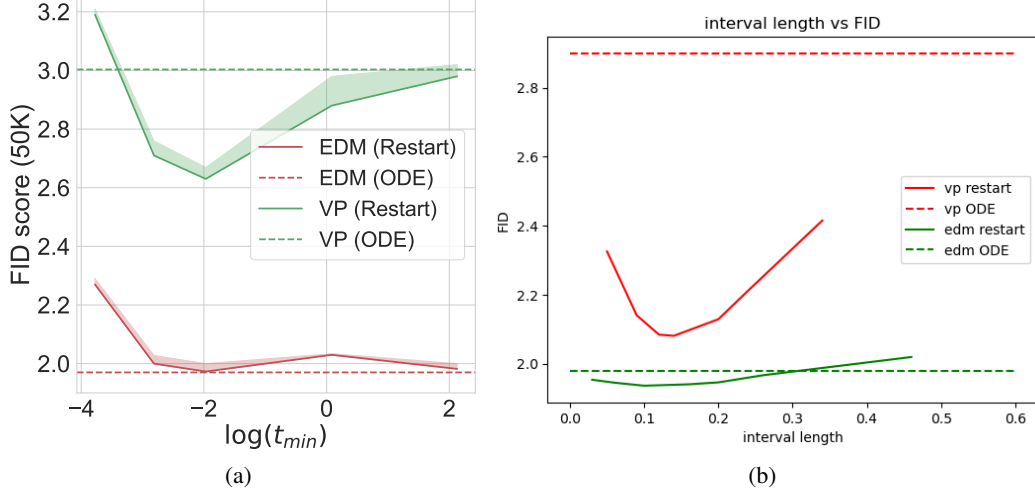 FID score (50K)
3.2
3.0
2.8
2.6
2.4
2.2
2.0
−4
−2
0
2
log(t_min)
EDM (Restart)
EDM (ODE)
VP (Restart)
VP (ODE)
(a)
interval length vs FID
FID
2.8
2.6
2.4
2.2
2.0
0.0
0.1
0.2
0.3
0.4
0.5
0.6
interval length
vp restart
vp ODE
edm restart
edm ODE
(b)